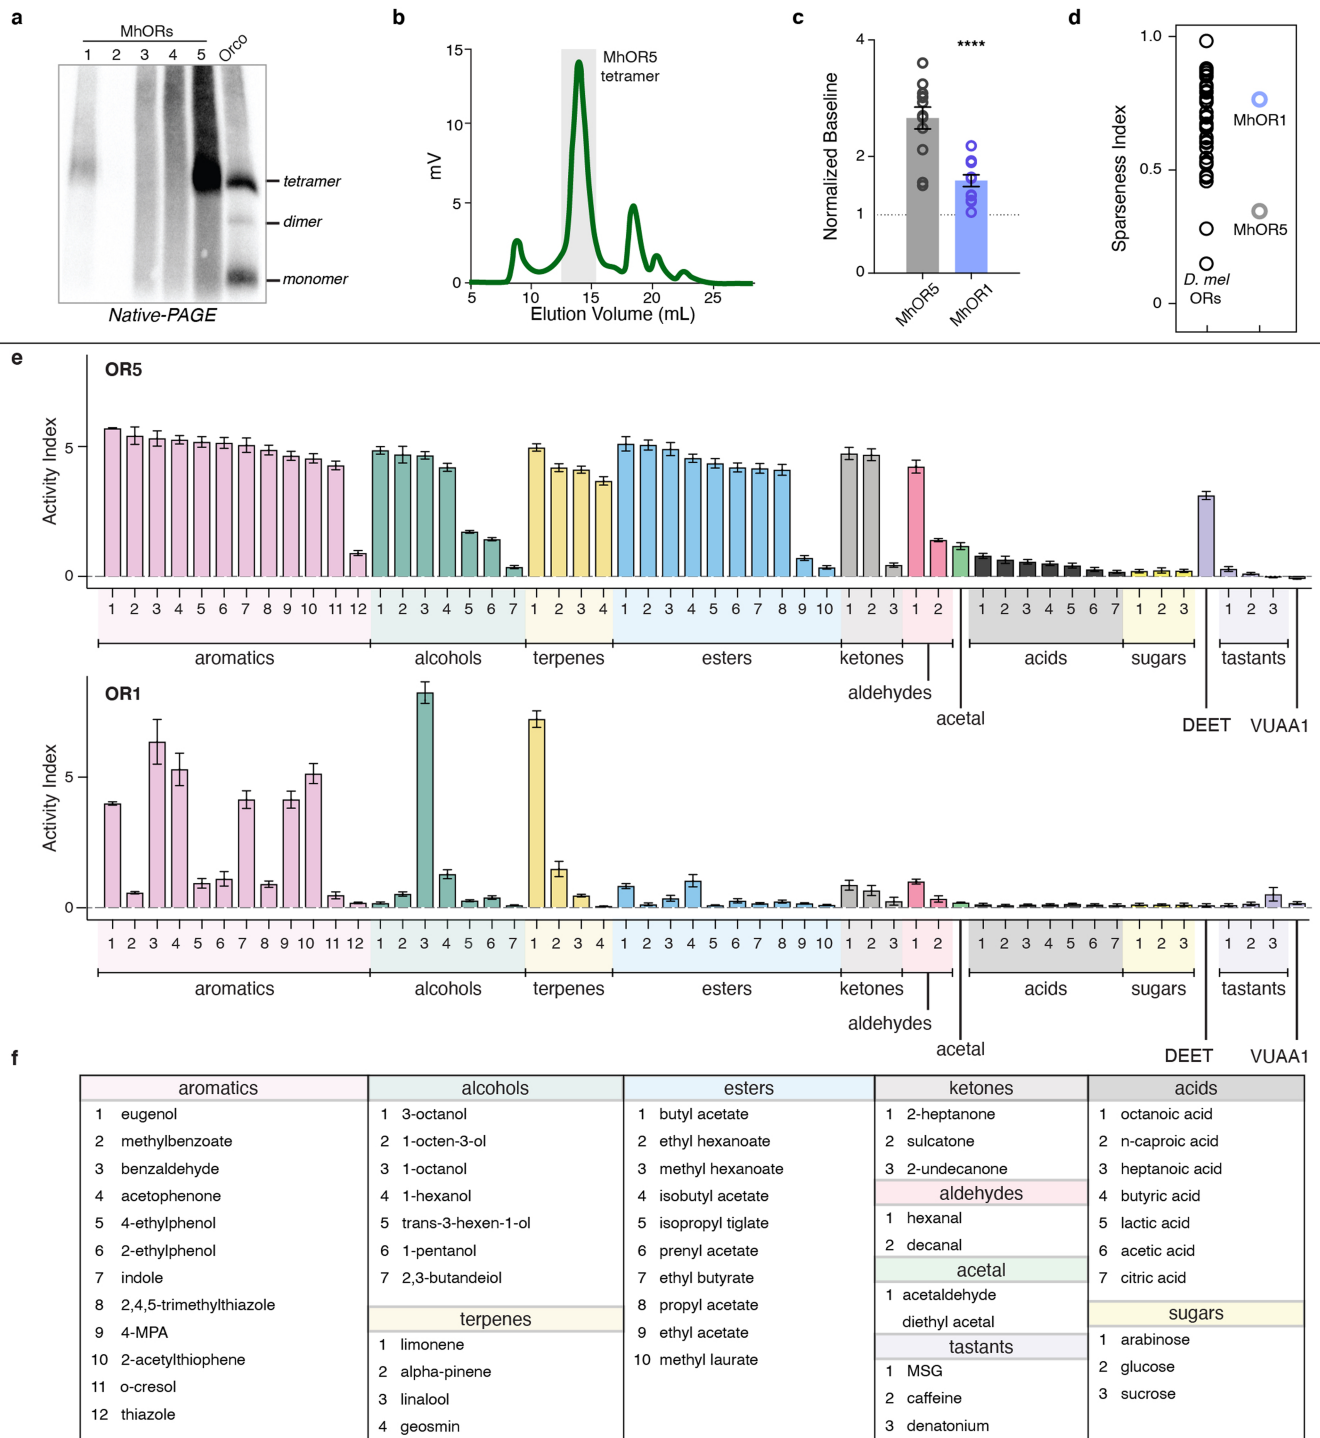 a
MhORs
1 2 3 4 5 Orco
tetramer
dimer
monomer
Native-PAGE
b
15
10
5
0
mV
MhOR5
tetramer
5 10 15 20 25
Elution Volume (mL)
c
4
2
1
0
Normalized Baseline
****
MhOR5 MhOR1
d
1.0
0.5
0
Sparseness Index
MhOR1
MhOR5
D. mel
ORs
e
OR5
Activity Index
5
0
1 2 3 4 5 6 7 8 9 10 11 12 1 2 3 4 5 6 7 1 2 3 4 1 2 3 4 5 6 7 8 9 10 1 2 3 1 2 1 2 3 4 5 6 7 1 2 3 1 2 3
aromatics alcohols terpenes esters ketones acids sugars tastants
aldehydes
acetal
DEET VUAA1
OR1
Activity Index
5
0
1 2 3 4 5 6 7 8 9 10 11 12 1 2 3 4 5 6 7 1 2 3 4 1 2 3 4 5 6 7 8 9 10 1 2 3 1 2 1 2 3 4 5 6 7 1 2 3 1 2 3
aromatics alcohols terpenes esters ketones acids sugars tastants
aldehydes
acetal
DEET VUAA1
f
aromatics
1 eugenol
2 methylbenzoate
3 benzaldehyde
4 acetophenone
5 4-ethylphenol
6 2-ethylphenol
7 indole
8 2,4,5-trimethylthiazole
9 4-MPA
10 2-acetylthiophene
11 o-cresol
12 thiazole
alcohols
1 3-octanol
2 1-octen-3-ol
3 1-octanol
4 1-hexanol
5 trans-3-hexen-1-ol
6 1-pentanol
7 2,3-butandeiol
terpenes
1 limonene
2 alpha-pinene
3 linalool
4 geosmin
esters
1 butyl acetate
2 ethyl hexanoate
3 methyl hexanoate
4 isobutyl acetate
5 isopropyl tiglate
6 prenyl acetate
7 ethyl butyrate
8 propyl acetate
9 ethyl acetate
10 methyl laurate
ketones
1 2-heptanone
2 sulcatone
3 2-undecanone
aldehydes
1 hexanal
2 decanal
acetal
1 acetaldehyde
diethyl acetal
tastants
1 MSG
2 caffeine
3 denatonium
acids
1 octanoic acid
2 n-caproic acid
3 heptanoic acid
4 butyric acid
5 lactic acid
6 acetic acid
7 citric acid
sugars
1 arabinose
2 glucose
3 sucrose